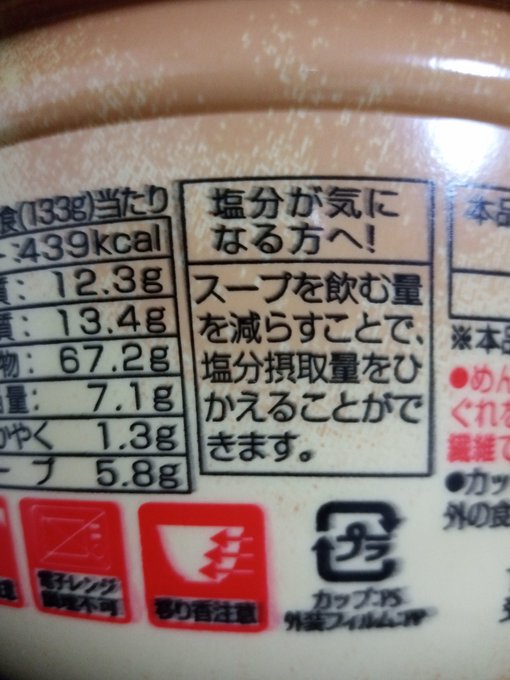 食(133g)当たり
439kcal
質: 12.3g
質: 13.4g
物: 67.2g
量: 7.1g
かやく 1.3g
ープ 5.8g
塩分が気に
なる方へ!
スープを飲む量
を減らすことで、
塩分摂取量をひ
かえることがで
きます。
本品
※本品
●めん
ぐれを
繊維で
●カッ
外の食
電子レンジ
調理不可
移り香注意
プラ
カップ:PS
外装フィルム:PP